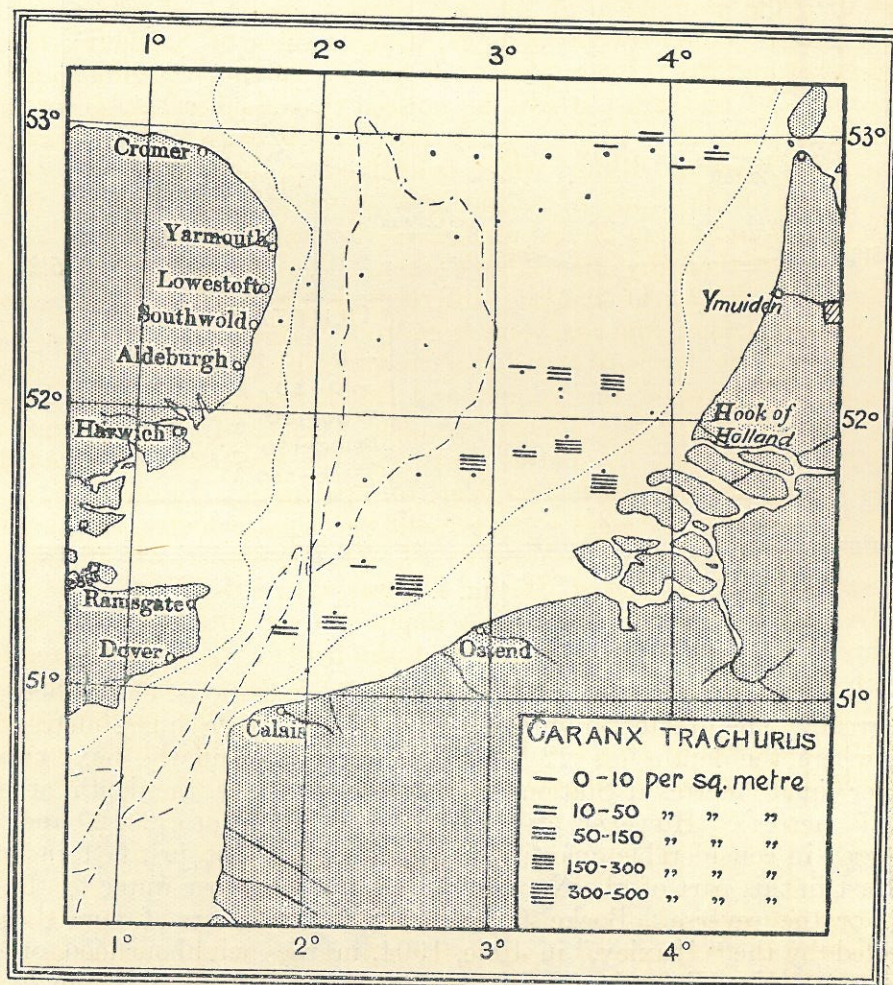 1° 2° 3° 4°
53° 53°
Cromer
Yarmouth
Lowestoft
Ymuiden
Southwold
Aldeburgh
52° 52°
Harwich
Hook of
Holland
Ramsgate
Dover
Ostend
51° 51°
Calais
CARANX TRACHURUS
0-10 per sq. metre
10-50 „ „ „
50-150 „ „ „
150-300 „ „ „
300-500 „ „ „
1° 2° 3° 4°